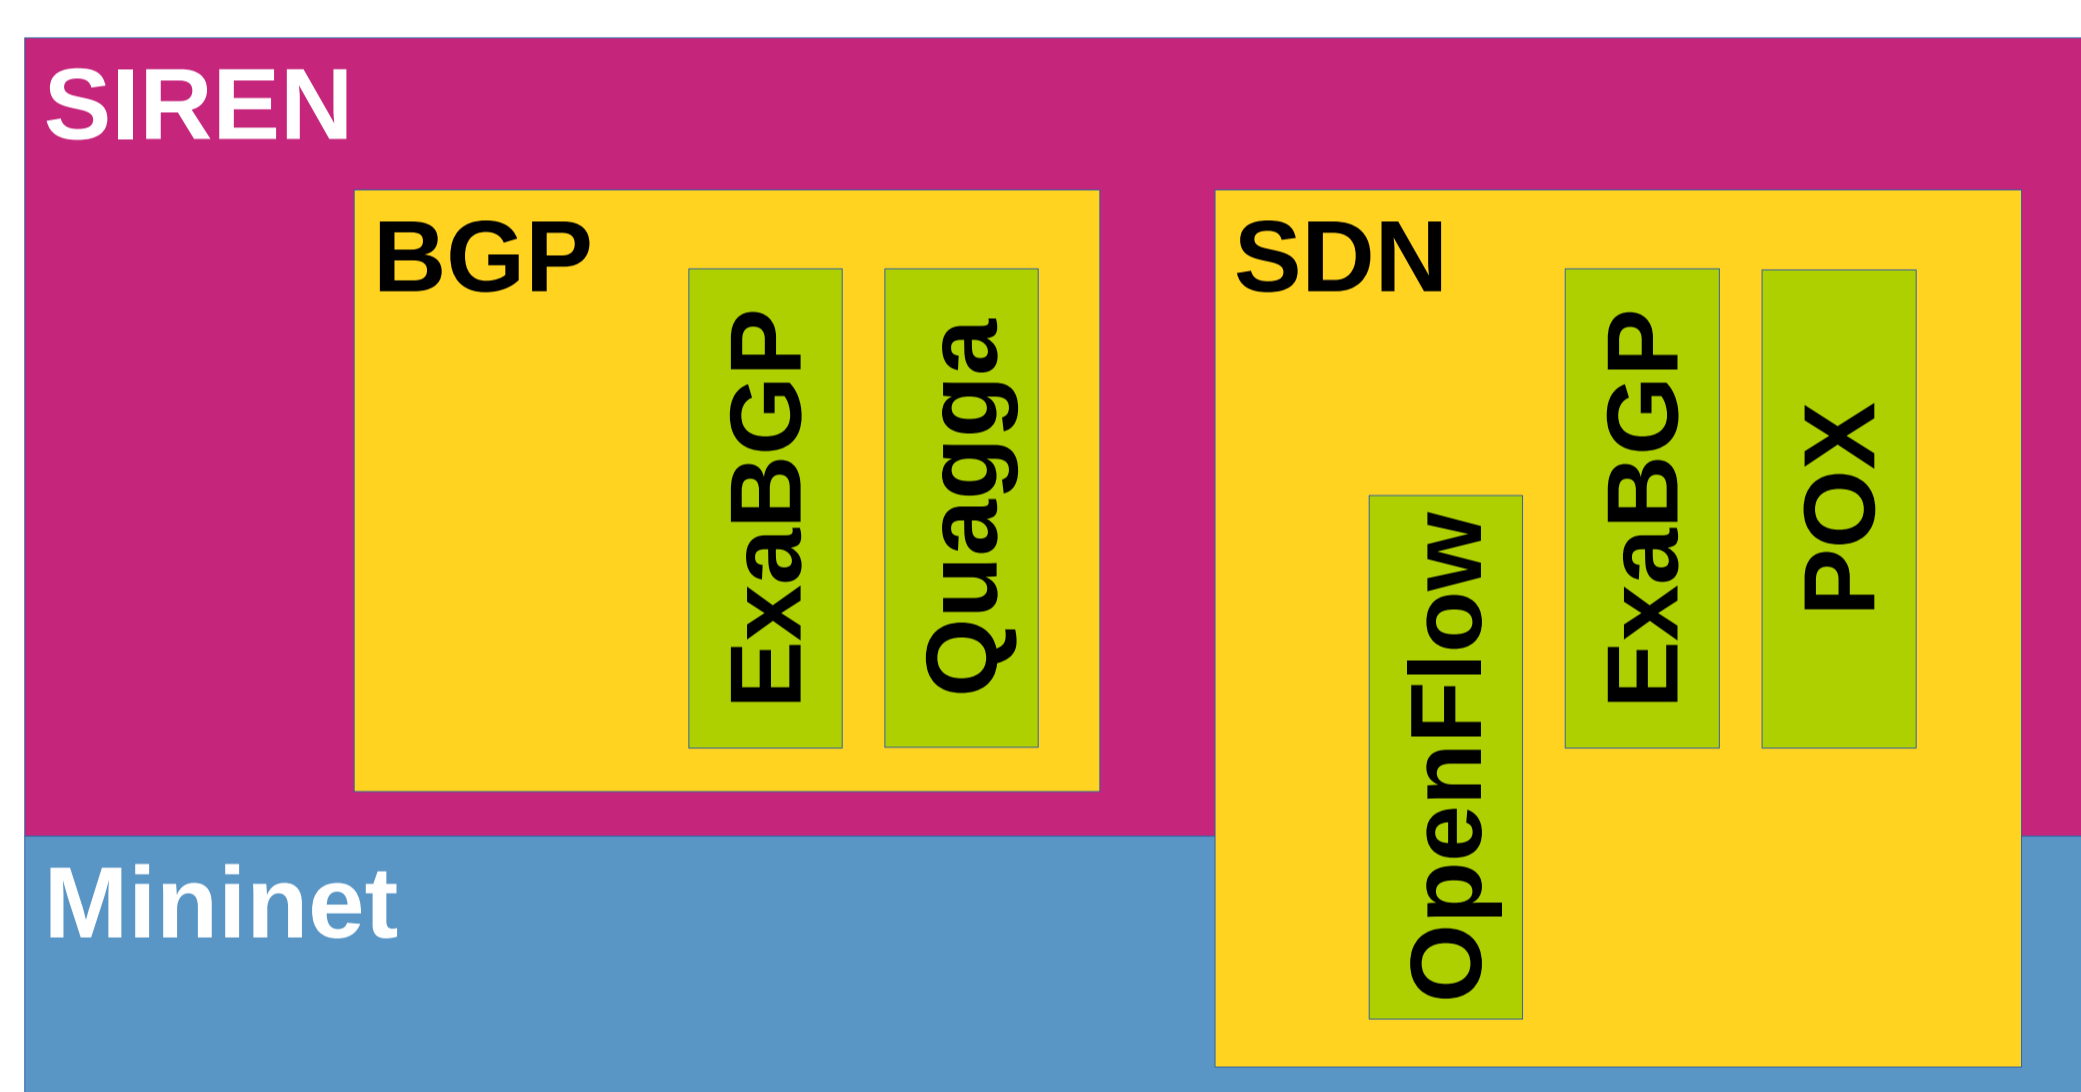 SIREN
BGP
ExaBGP
Quagga
SDN
OpenFlow
ExaBGP
POX
Mininet